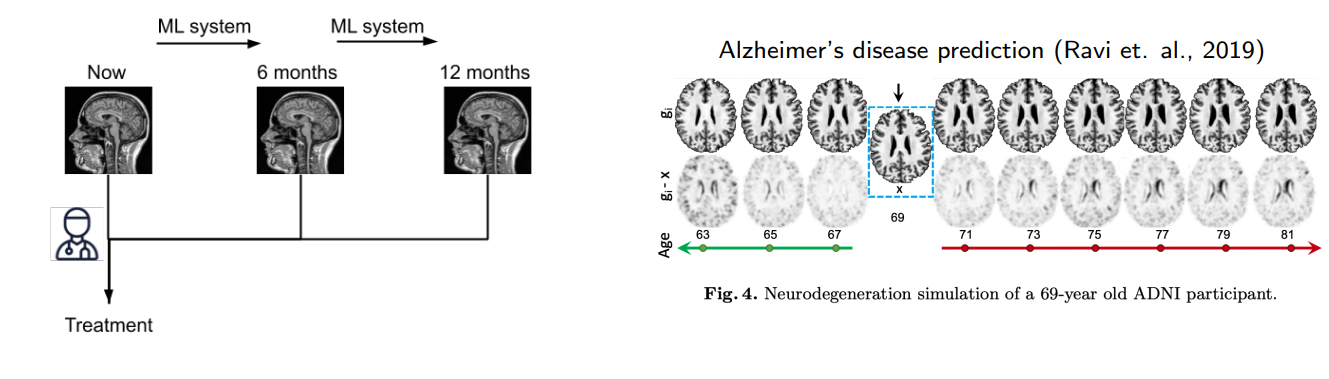 ML system
ML system
Now
6 months
12 months
Treatment
Alzheimer's disease prediction (Ravi et. al., 2019)
gᵢ
gᵢ - x
x
69
Age
63 65 67 71 73 75 77 79 81
Fig. 4. Neurodegeneration simulation of a 69-year old ADNI participant.